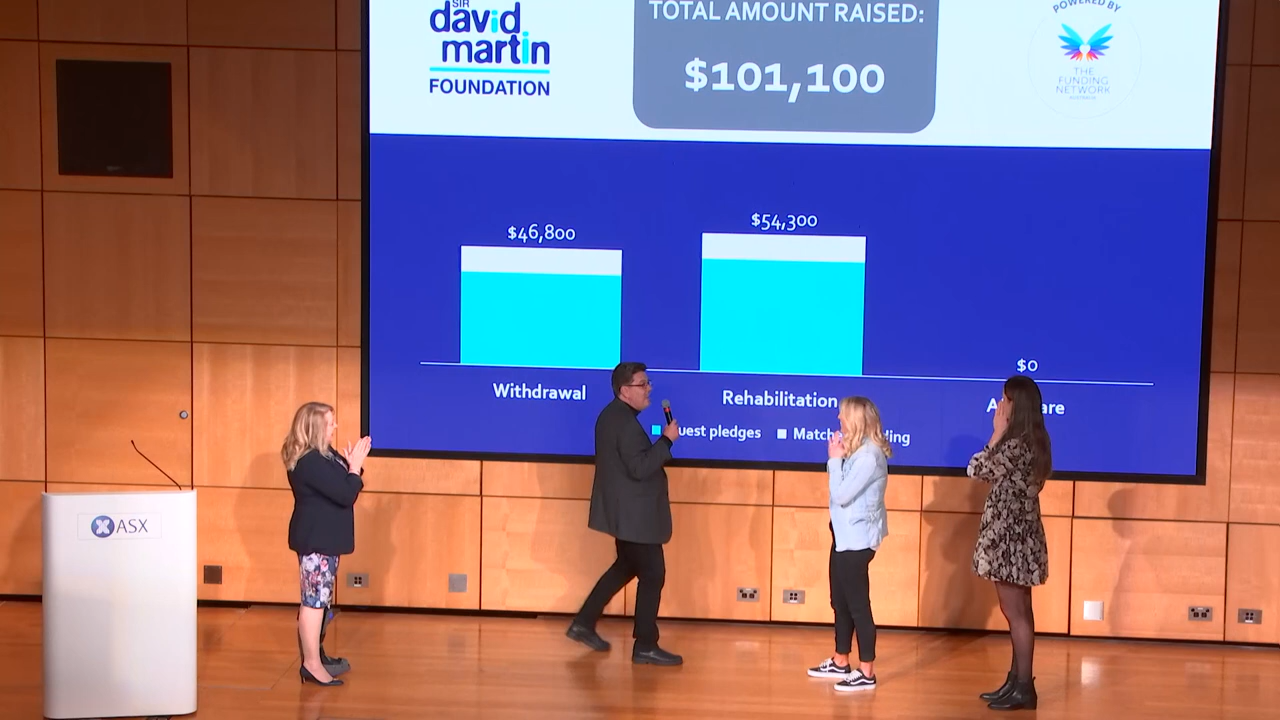 SIR
david
martin
FOUNDATION
TOTAL AMOUNT RAISED:
$101,100
POWERED BY
THE
FUNDING
NETWORK
AUSTRALIA
$46,800
$54,300
$0
Withdrawal
Rehabilitation
uest pledges
Match ding
ASX